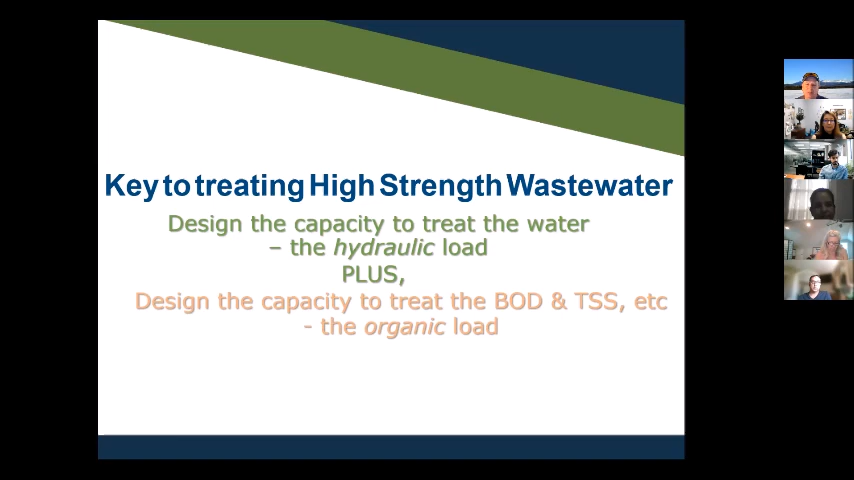 Key to treating High Strength Wastewater
Design the capacity to treat the water
– the hydraulic load
PLUS,
Design the capacity to treat the BOD & TSS, etc
- the organic load